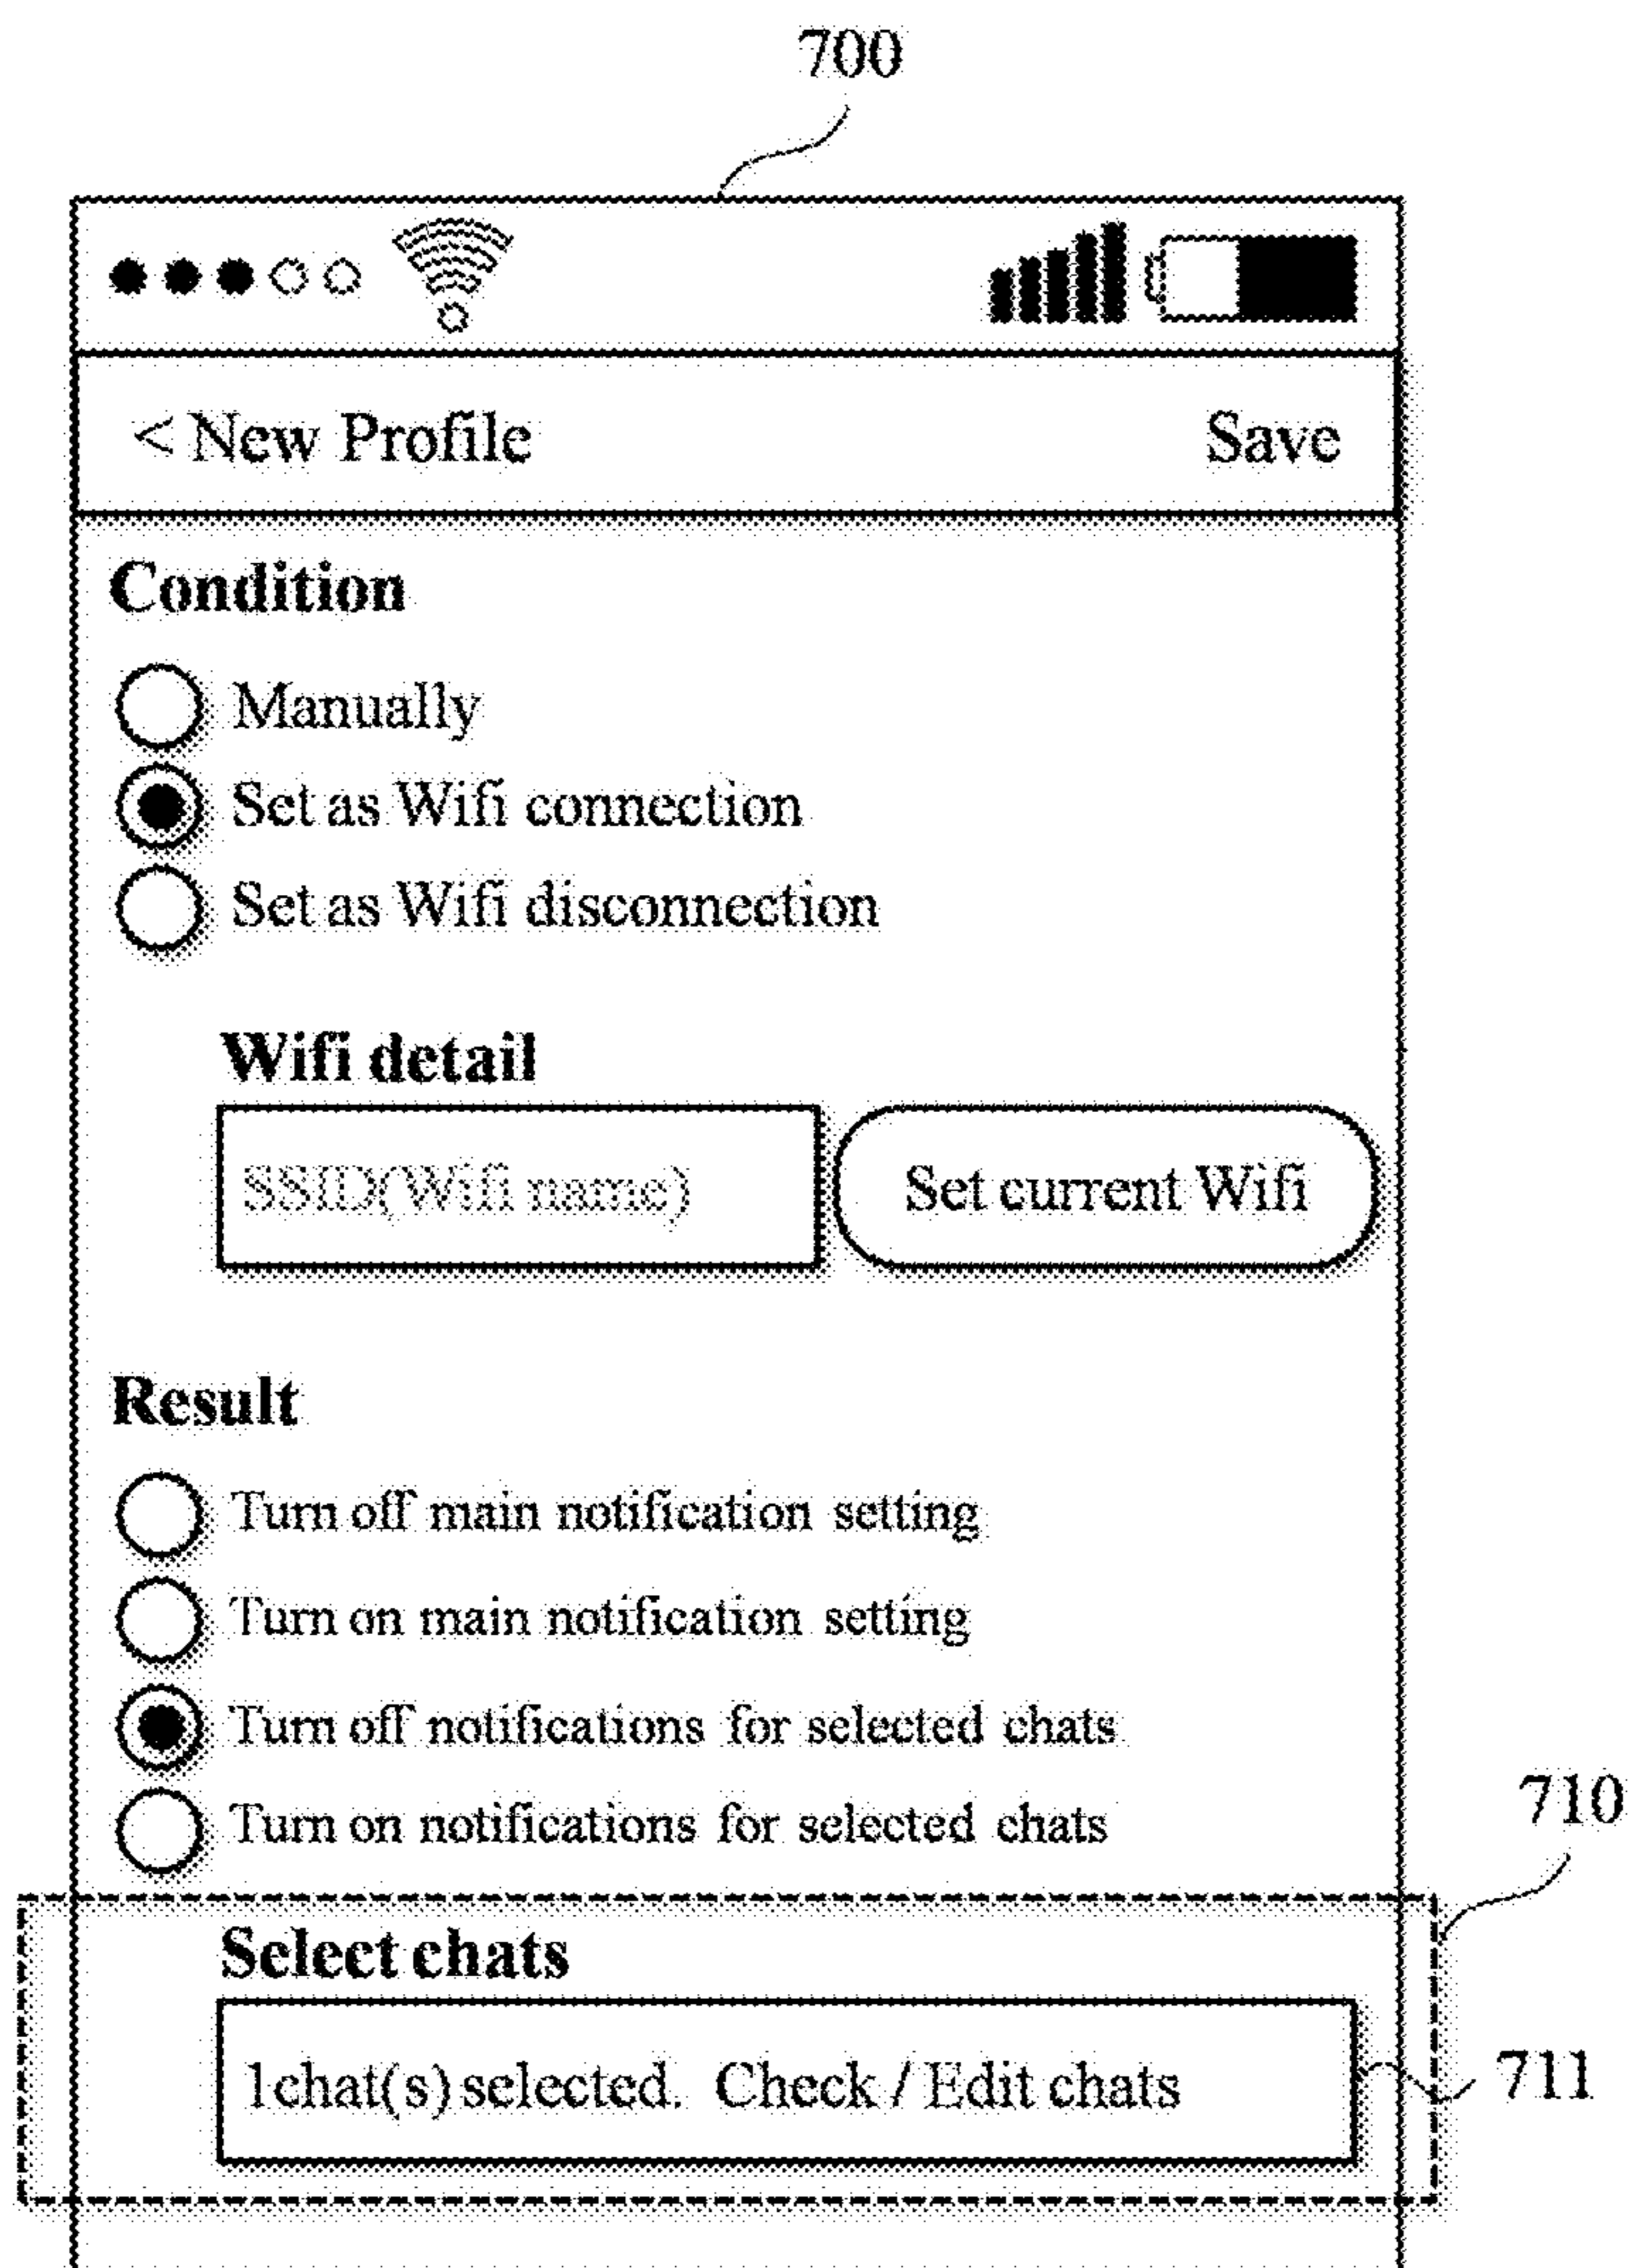 700
< New Profile Save
Condition
Manually
Set as Wifi connection
Set as Wifi disconnection
Wifi detail
SSID(Wifi name) Set current Wifi
Result
Turn off main notification setting
Turn on main notification setting
Turn off notifications for selected chats
Turn on notifications for selected chats
710
Select chats
1chat(s) selected. Check / Edit chats
711